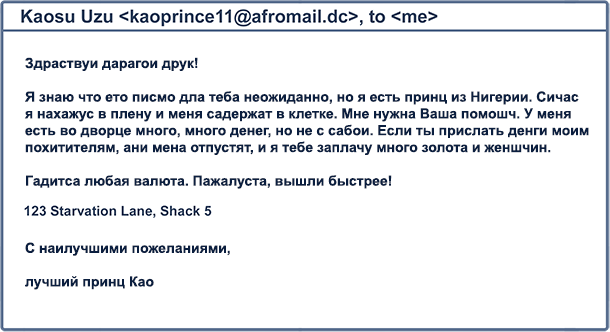 Kaosu Uzu <kaoprince11@afromail.dc>, to <me>
Здраствуи дарагои друк!
Я знаю что ето писмо дла теба неожиданно, но я есть принц из Нигерии. Сичас
я нахажус в плену и меня садержат в клетке. Мне нужна Ваша помошч. У меня
есть во дворце много, много денег, но не с сабои. Если ты прислать денги моим
похитителям, ани мена отпустят, и я тебе заплачу много золота и женшчин.
Гадитса любая валюта. Пажалуста, вышли быстрее!
123 Starvation Lane, Shack 5
С наилучшими пожеланиями,
лучший принц Као